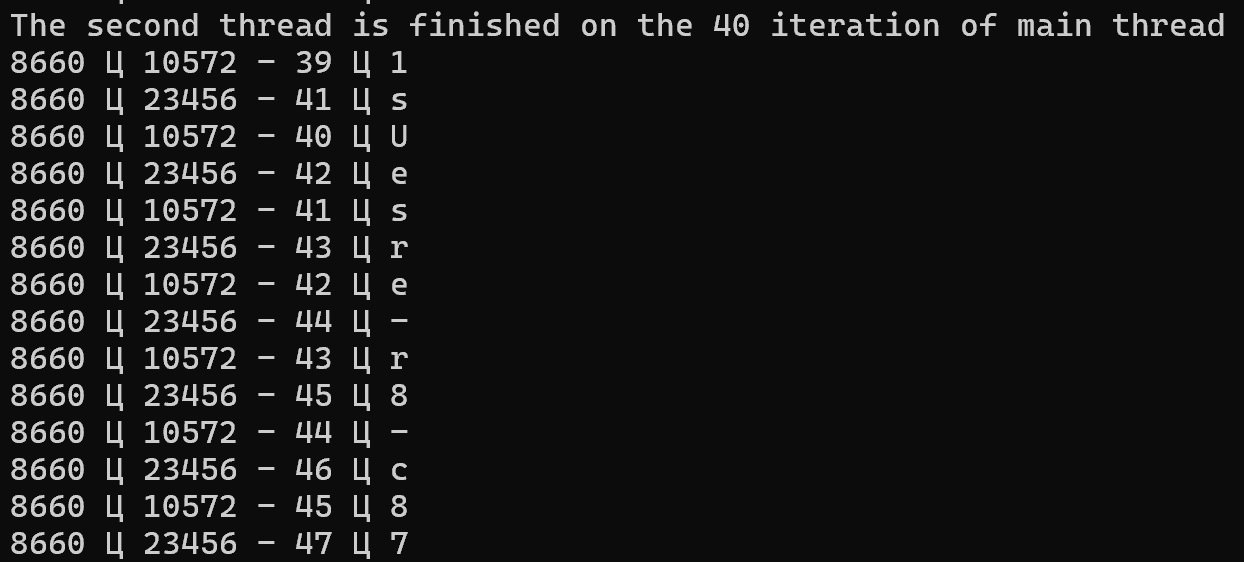 The second thread is finished on the 40 iteration of main thread
8660 Ц 10572 - 39 Ц 1
8660 Ц 23456 - 41 Ц s
8660 Ц 10572 - 40 Ц U
8660 Ц 23456 - 42 Ц e
8660 Ц 10572 - 41 Ц s
8660 Ц 23456 - 43 Ц r
8660 Ц 10572 - 42 Ц e
8660 Ц 23456 - 44 Ц -
8660 Ц 10572 - 43 Ц r
8660 Ц 23456 - 45 Ц 8
8660 Ц 10572 - 44 Ц -
8660 Ц 23456 - 46 Ц c
8660 Ц 10572 - 45 Ц 8
8660 Ц 23456 - 47 Ц 7